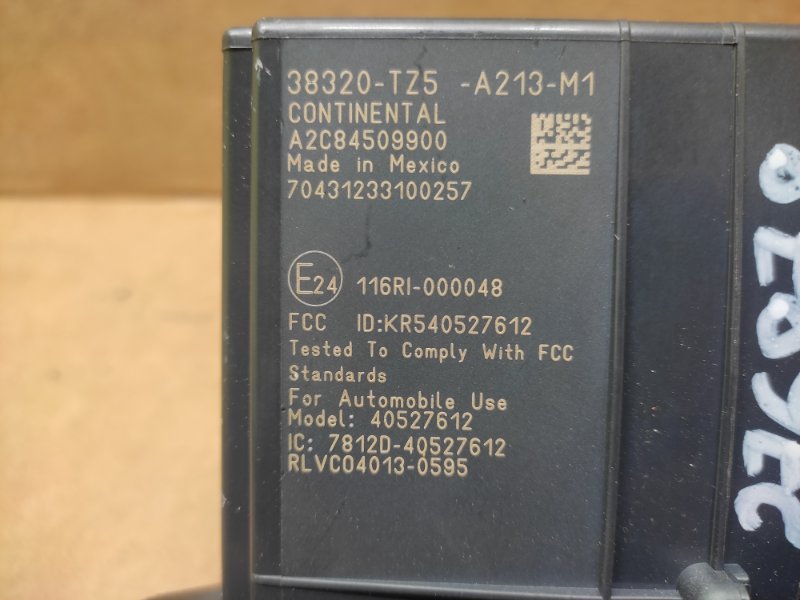 38320-TZ5 -A213-M1
CONTINENTAL
A2C84509900
Made in Mexico
70431233100257
E24 116RI-000048
FCC ID:KR540527612
Tested To Comply With FCC
Standards
For Automobile Use
Model: 40527612
IC: 7812D-40527612
RLVC04013-0595